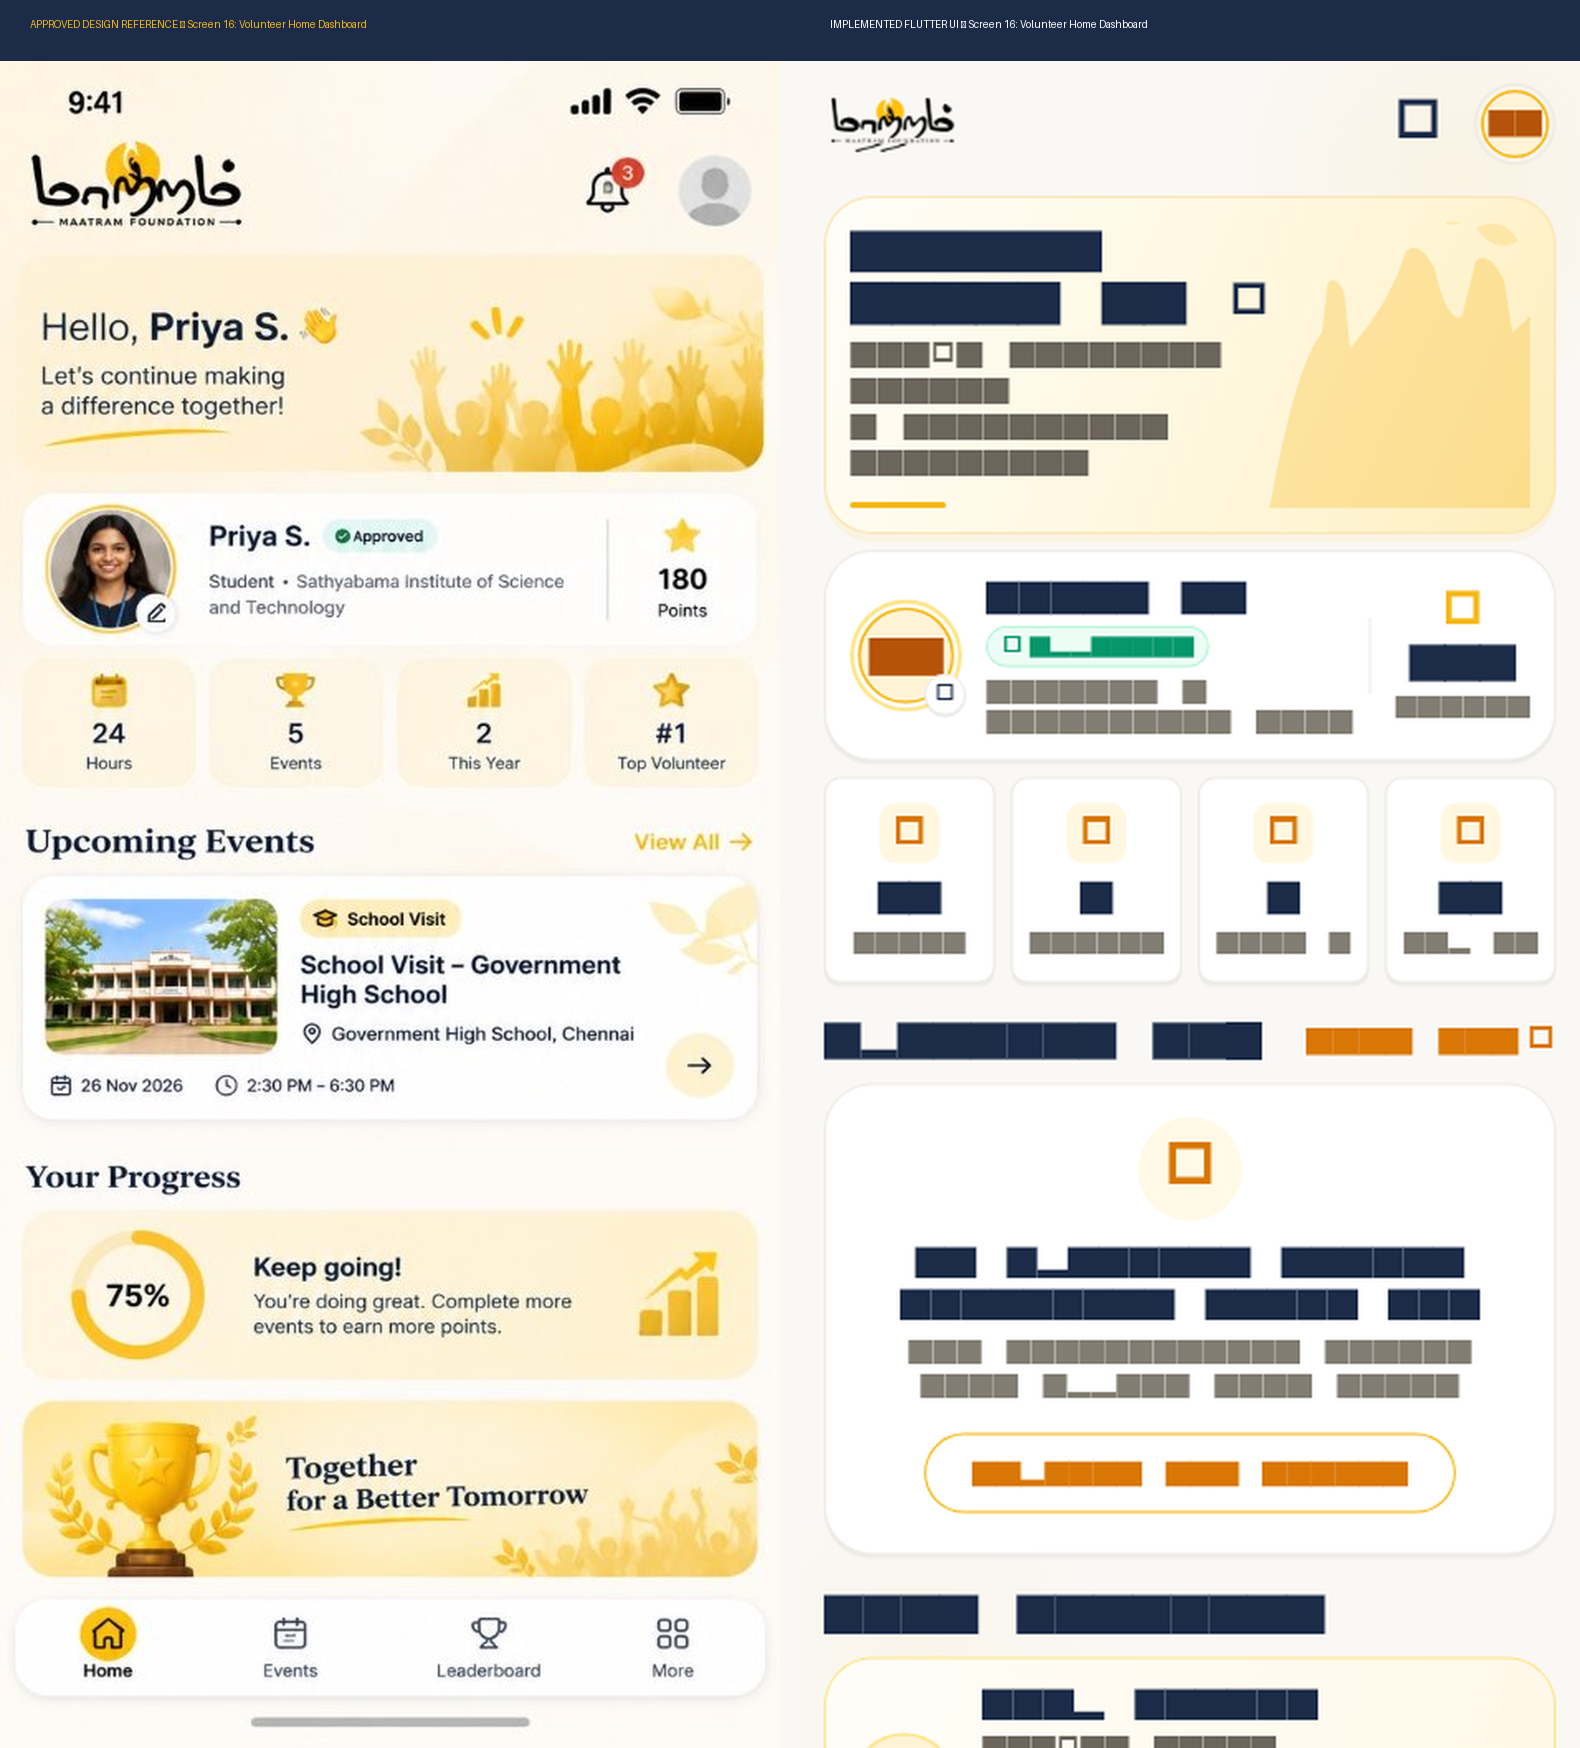 APPROVED DESIGN REFERENCE Screen 16: Volunteer Home Dashboard
IMPLEMENTED FLUTTER UI Screen 16: Volunteer Home Dashboard
9:41
மாற்றம்
MAATRAM FOUNDATION
3
Hello, Priya S. 👋
Let's continue making
a difference together!
Priya S.
Approved
Student • Sathyabama Institute of Science
and Technology
180
Points
24
Hours
5
Events
2
This Year
#1
Top Volunteer
Upcoming Events
View All →
School Visit
School Visit – Government
High School
Government High School, Chennai
26 Nov 2026
2:30 PM – 6:30 PM
Your Progress
75%
Keep going!
You're doing great. Complete more
events to earn more points.
Together
for a Better Tomorrow
Home
Events
Leaderboard
More
மாற்றம்
MAATRAM FOUNDATION